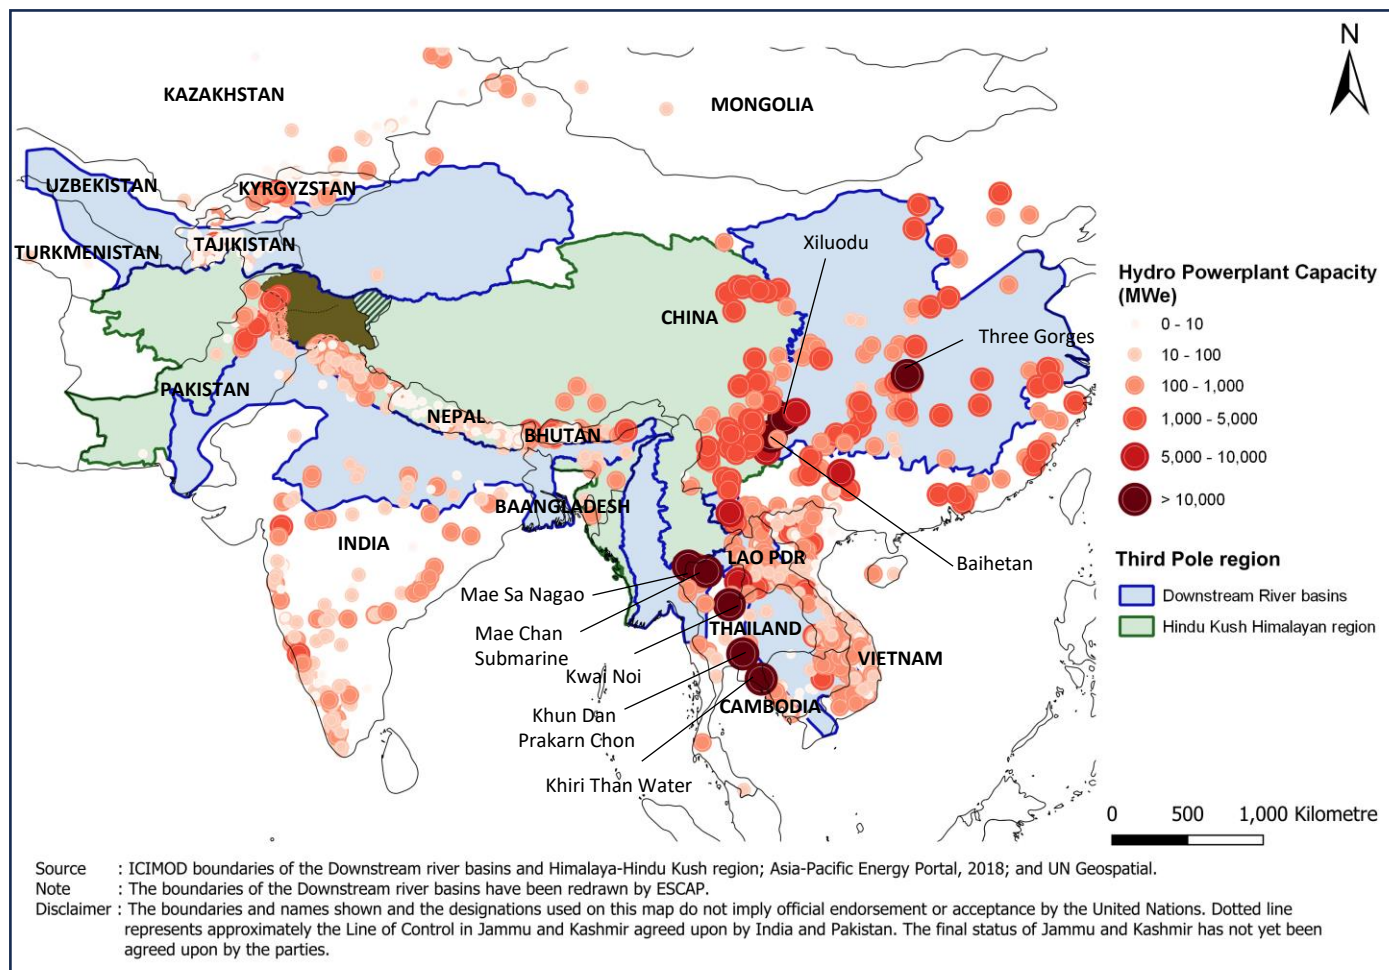 N
KAZAKHSTAN
MONGOLIA
UZBEKISTAN
KYRGYZSTAN
TURKMENISTAN
TAJIKISTAN
Xiluodu
CHINA
Three Gorges
PAKISTAN
NEPAL
BHUTAN
BAANGLADESH
INDIA
LAO PDR
Baihetan
Mae Sa Nagao
Mae Chan
Submarine
THAILAND
Kwai Noi
VIETNAM
CAMBODIA
Khun Dan
Prakarn Chon
Khiri Than Water
Hydro Powerplant Capacity
(MWe)
0 - 10
10 - 100
100 - 1,000
1,000 - 5,000
5,000 - 10,000
> 10,000
Third Pole region
Downstream River basins
Hindu Kush Himalayan region
0 500 1,000 Kilometre
Source : ICIMOD boundaries of the Downstream river basins and Himalaya-Hindu Kush region; Asia-Pacific Energy Portal, 2018; and UN Geospatial.
Note : The boundaries of the Downstream river basins have been redrawn by ESCAP.
Disclaimer : The boundaries and names shown and the designations used on this map do not imply official endorsement or acceptance by the United Nations. Dotted line
represents approximately the Line of Control in Jammu and Kashmir agreed upon by India and Pakistan. The final status of Jammu and Kashmir has not yet been
agreed upon by the parties.